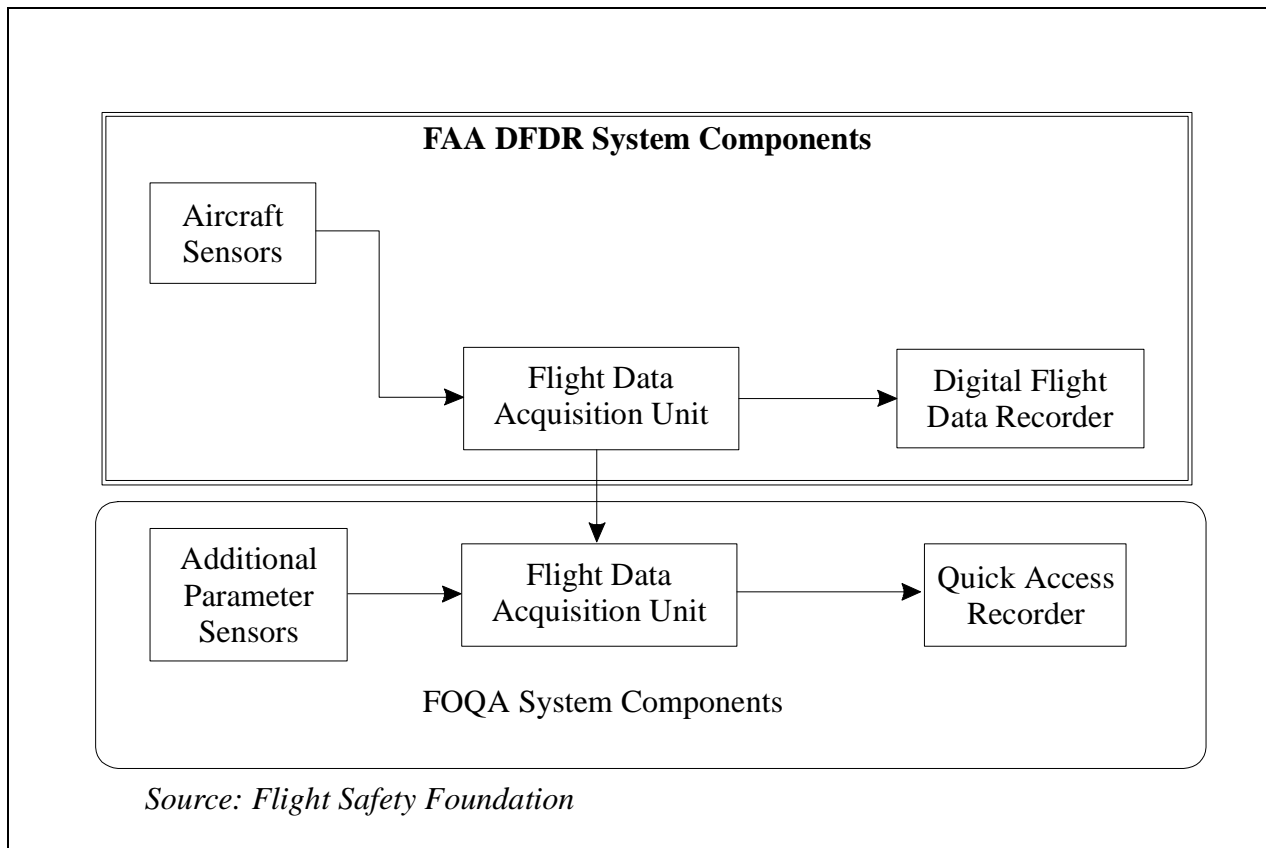 FAA DFDR System Components
Aircraft
Sensors
Flight Data
Acquisition Unit
Digital Flight
Data Recorder
Additional
Parameter
Sensors
Flight Data
Acquisition Unit
Quick Access
Recorder
FOQA System Components
Source: Flight Safety Foundation